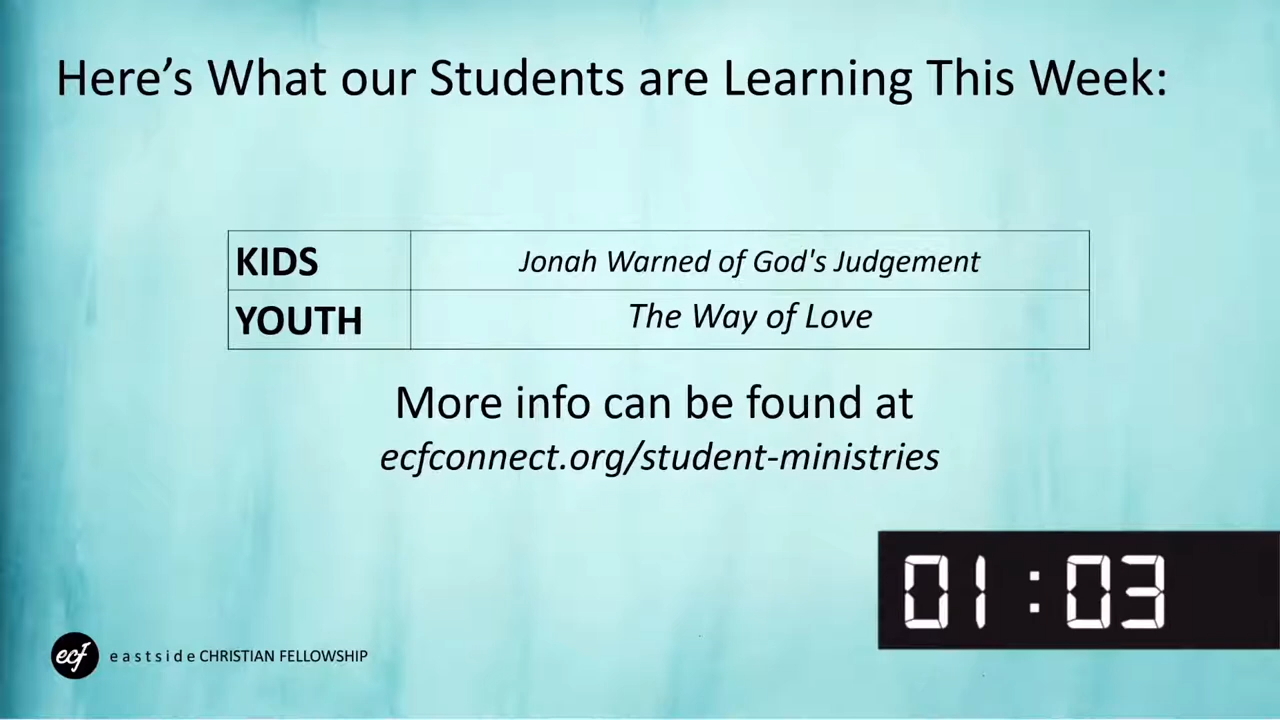 Here’s What our Students are Learning This Week:
KIDS Jonah Warned of God's Judgement
YOUTH The Way of Love
More info can be found at
ecfconnect.org/student-ministries
01:03
ecf eastside CHRISTIAN FELLOWSHIP